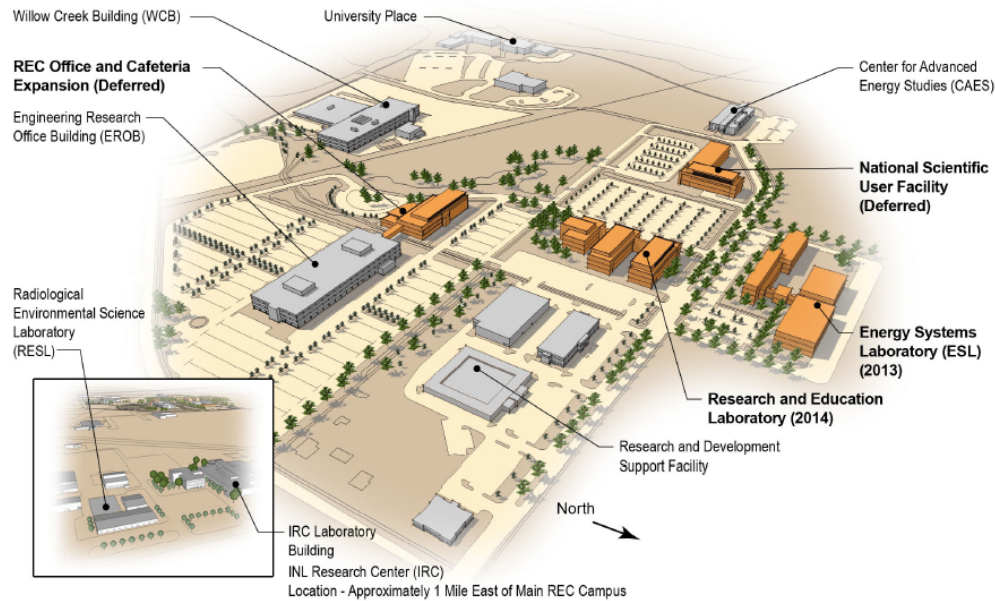 Willow Creek Building (WCB)
University Place
REC Office and Cafeteria
Expansion (Deferred)
Center for Advanced
Energy Studies (CAES)
Engineering Research
Office Building (EROB)
National Scientific
User Facility
(Deferred)
Radiological
Environmental Science
Laboratory
(RESL)
Energy Systems
Laboratory (ESL)
(2013)
Research and Education
Laboratory (2014)
Research and Development
Support Facility
North
IRC Laboratory
Building
INL Research Center (IRC)
Location - Approximately 1 Mile East of Main REC Campus